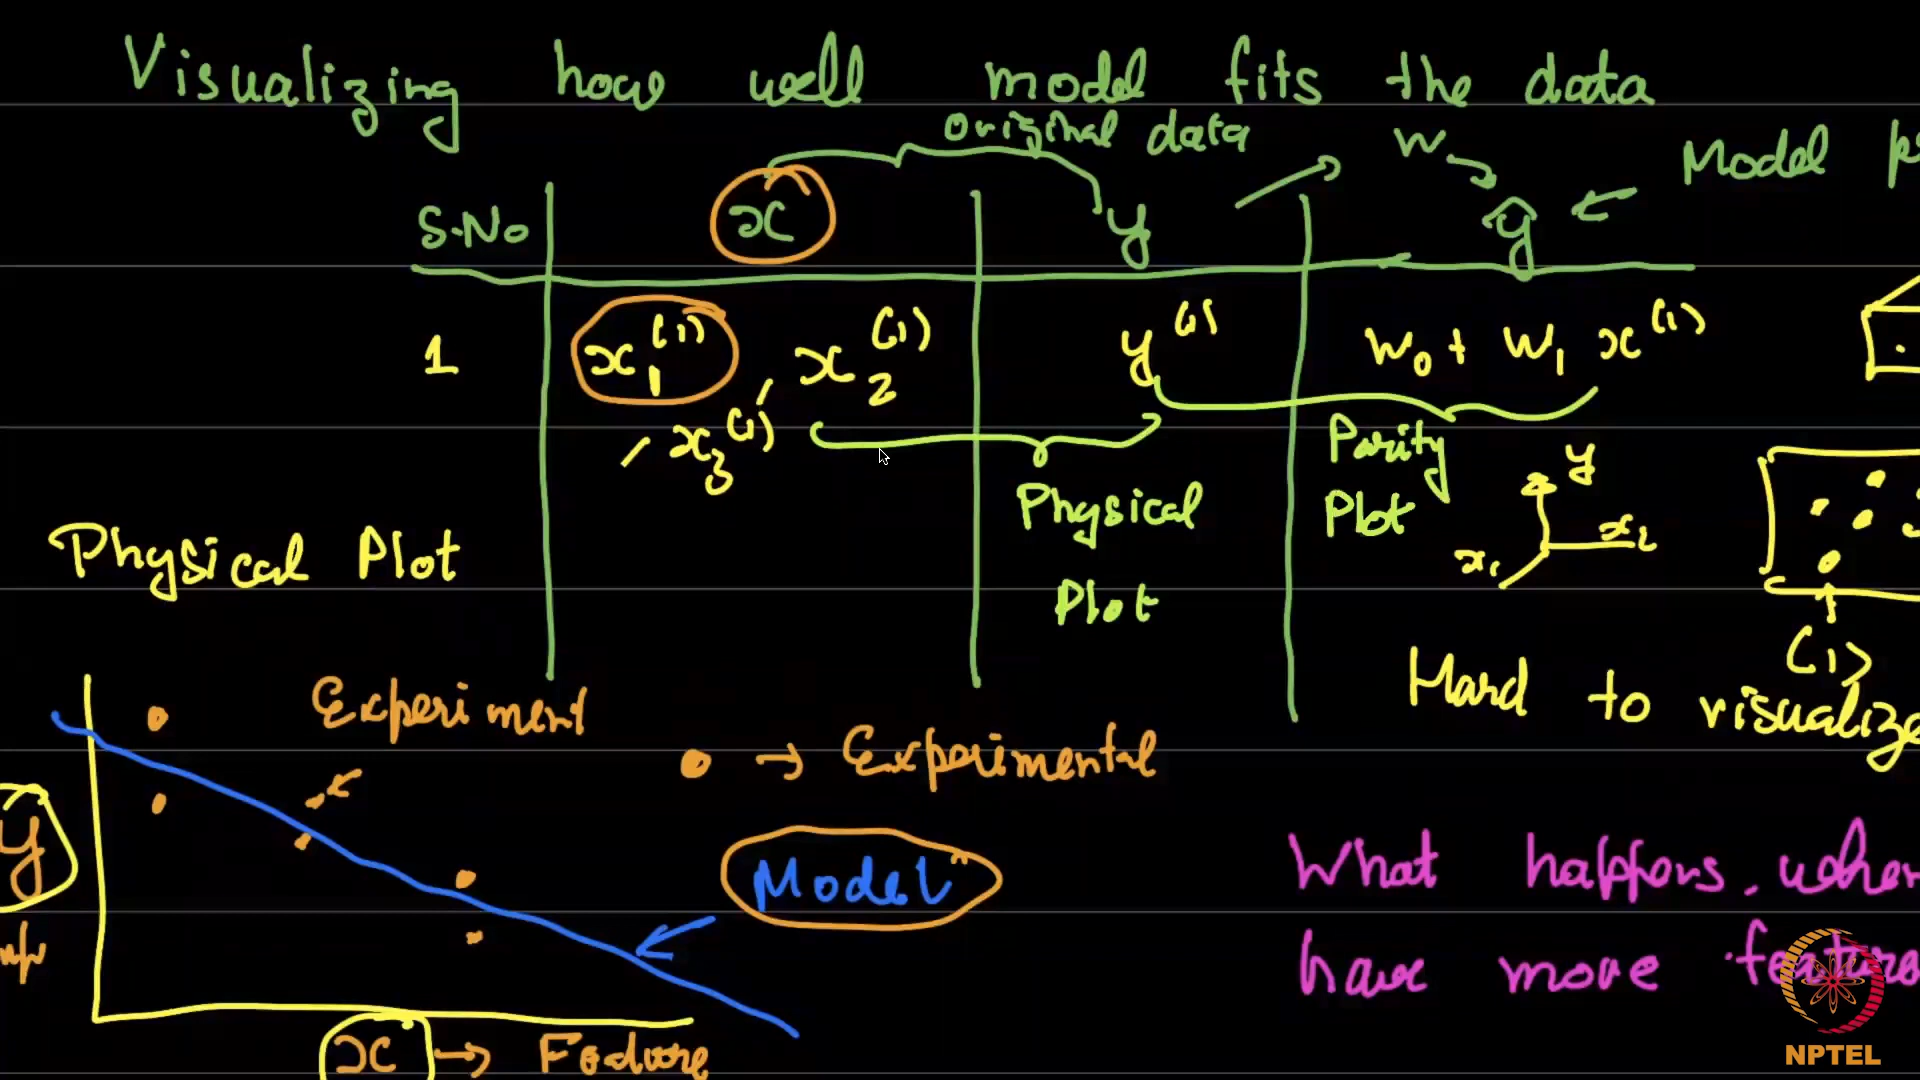 Visualizing how well model fits the data
original data w Model
S.No x y ŷ
1 x₁⁽¹⁾, x₂⁽¹⁾ y⁽¹⁾ w₀ + w₁ x⁽¹⁾
, x₃⁽¹⁾
Physical Plot
Parity Plot
y
x₂
x₁
(1)
Physical Plot
Hard to visualize
Experiment
• → Experimental
y
Model
What happens when
have more
x → Feature
NPTEL